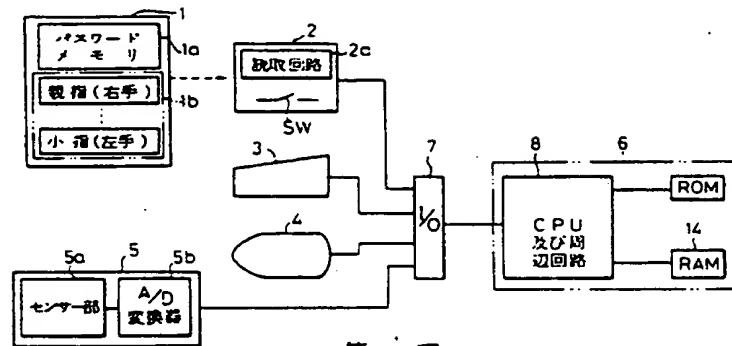 1
パスワード
メモリ
1a
親指(右手)
1b
⋮
小指(左手)
2
2a
読取回路
SW
3
4
5
5a
センサー部
5b
A/D
変換器
7
I/O
6
8
CPU
及び周
辺回路
ROM
14
RAM